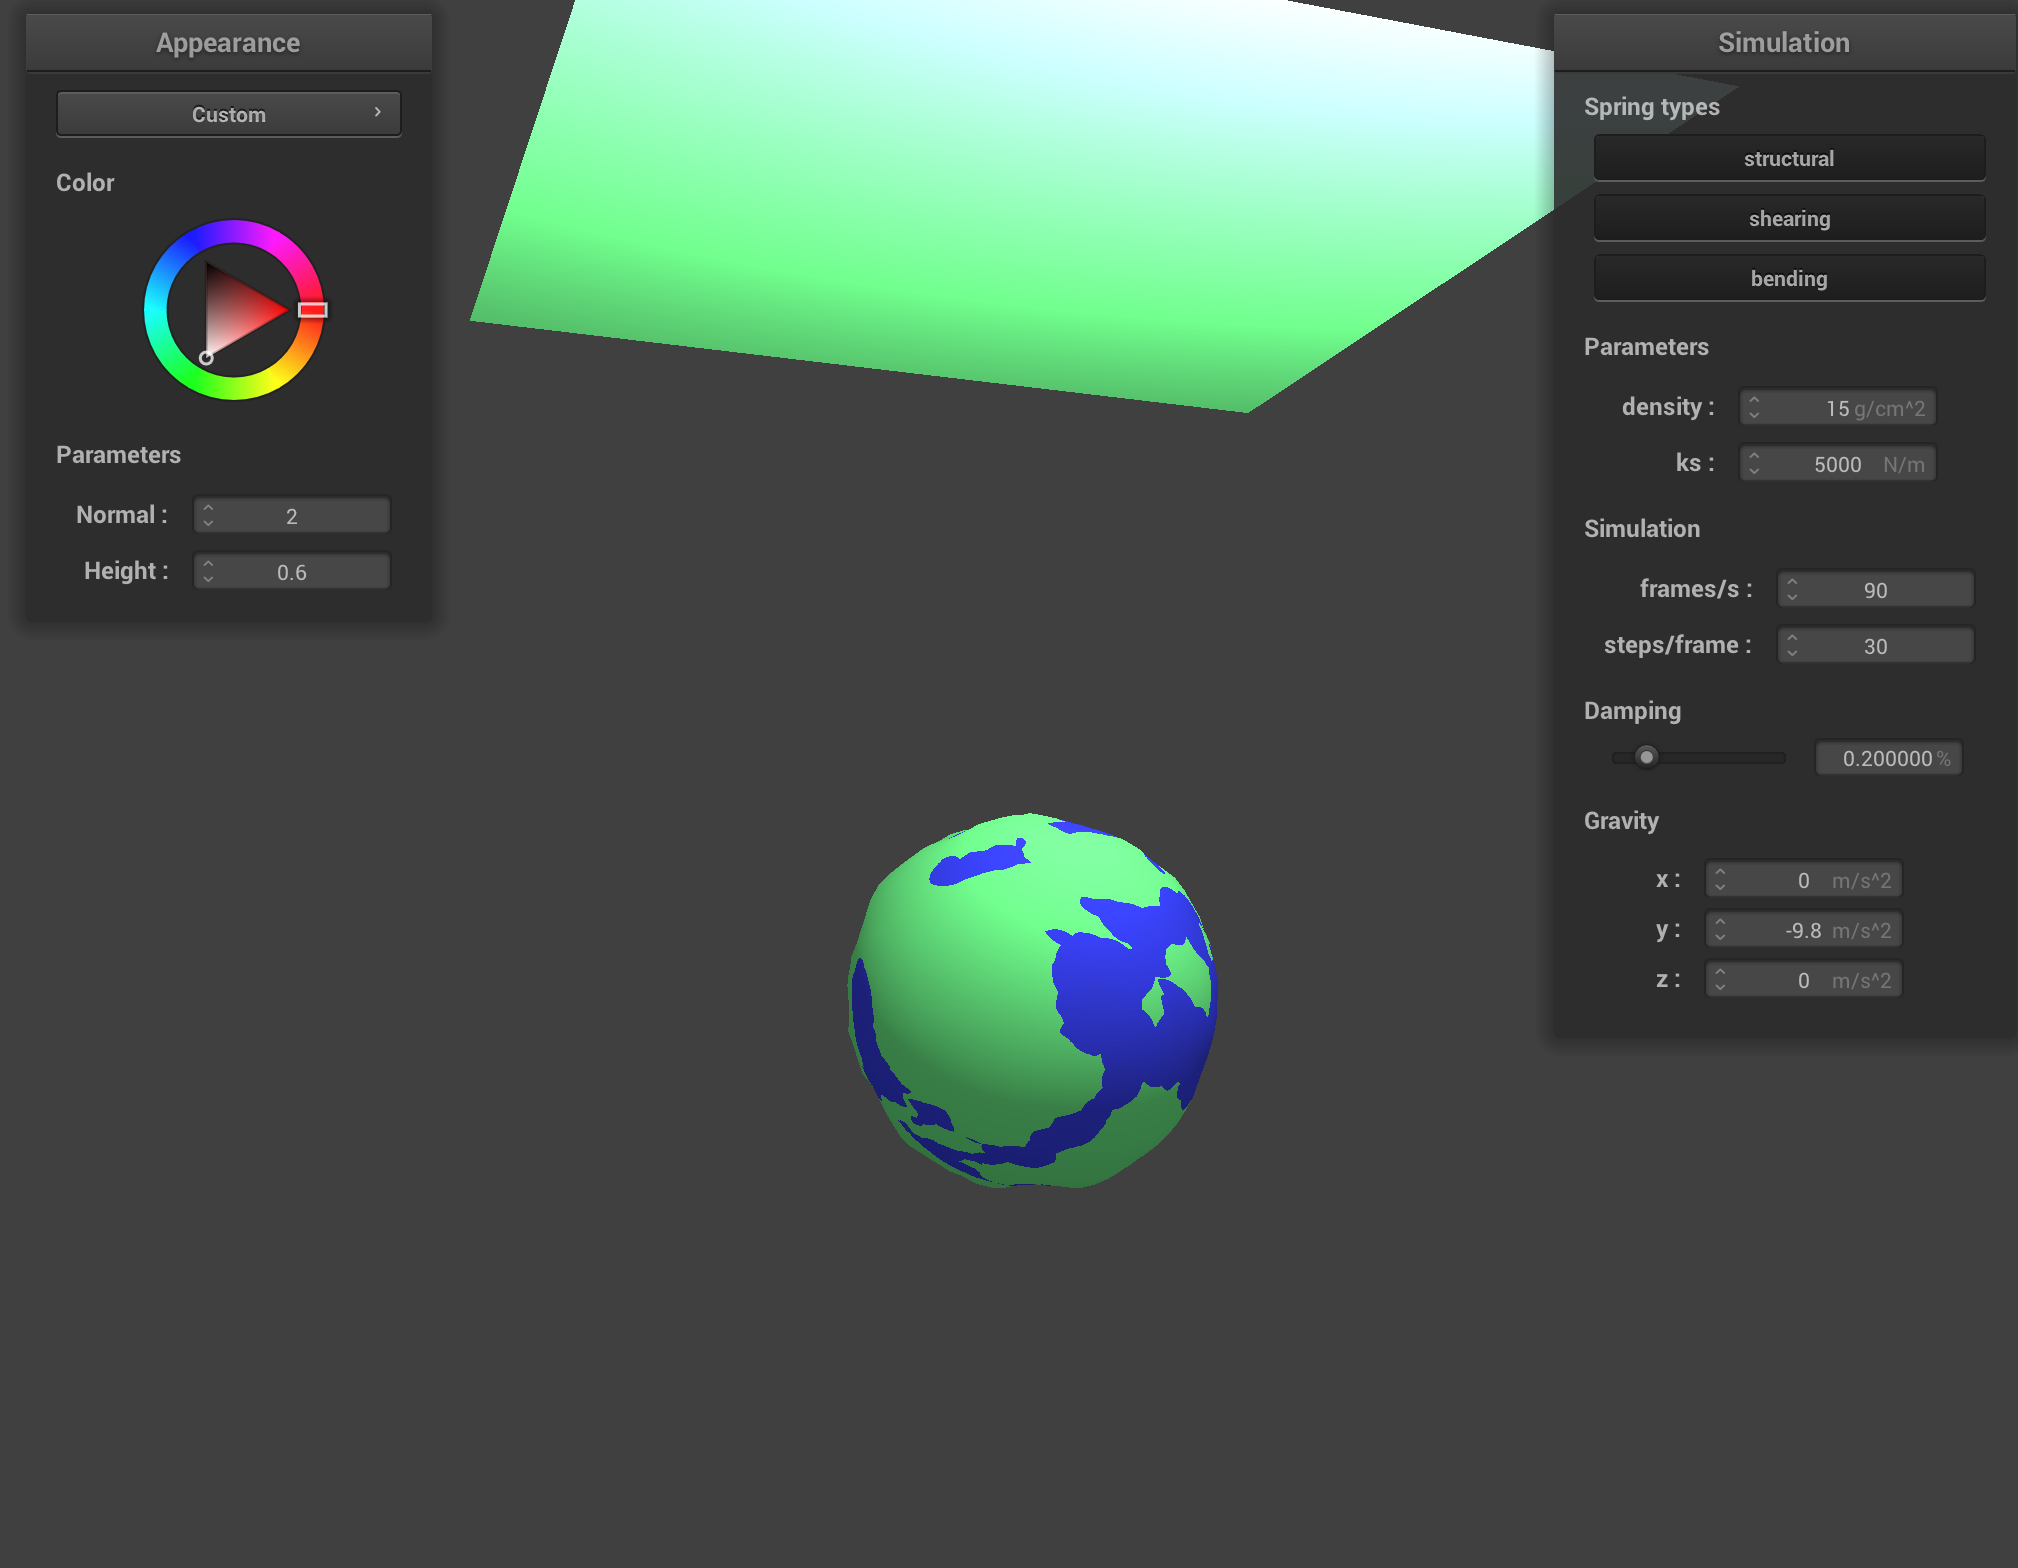 Appearance
Custom
Color
Parameters
Normal : 2
Height : 0.6
Simulation
Spring types
structural
shearing
bending
Parameters
density : 15 g/cm^2
ks : 5000 N/m
Simulation
frames/s : 90
steps/frame : 30
Damping
0.200000 %
Gravity
x : 0 m/s^2
y : -9.8 m/s^2
z : 0 m/s^2